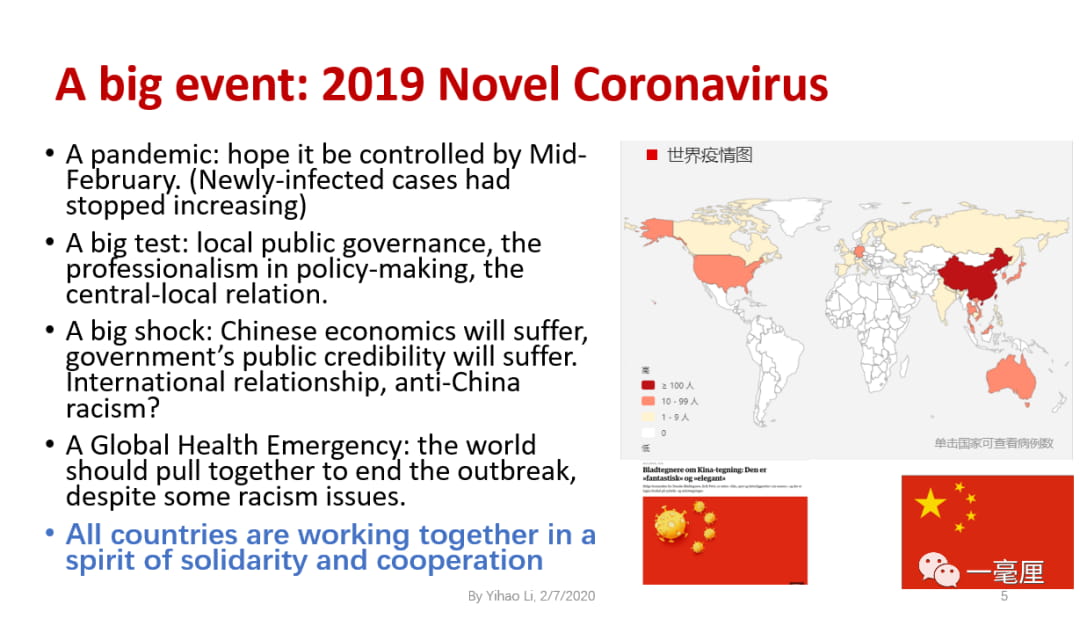 A big event: 2019 Novel Coronavirus
• A pandemic: hope it be controlled by Mid-
February. (Newly-infected cases had
stopped increasing)
• A big test: local public governance, the
professionalism in policy-making, the
central-local relation.
• A big shock: Chinese economics will suffer,
government's public credibility will suffer.
International relationship, anti-China
racism?
• A Global Health Emergency: the world
should pull together to end the outbreak,
despite some racism issues.
• All countries are working together in a
spirit of solidarity and cooperation
世界疫情图
高
≥ 100 人
10 - 99 人
1 - 9 人
0
低
单击国家可查看病例数
Bladtegnere om Kina-tegning: Den er
»fantastisk« og »elegant«
一毫厘
By Yihao Li, 2/7/2020
5